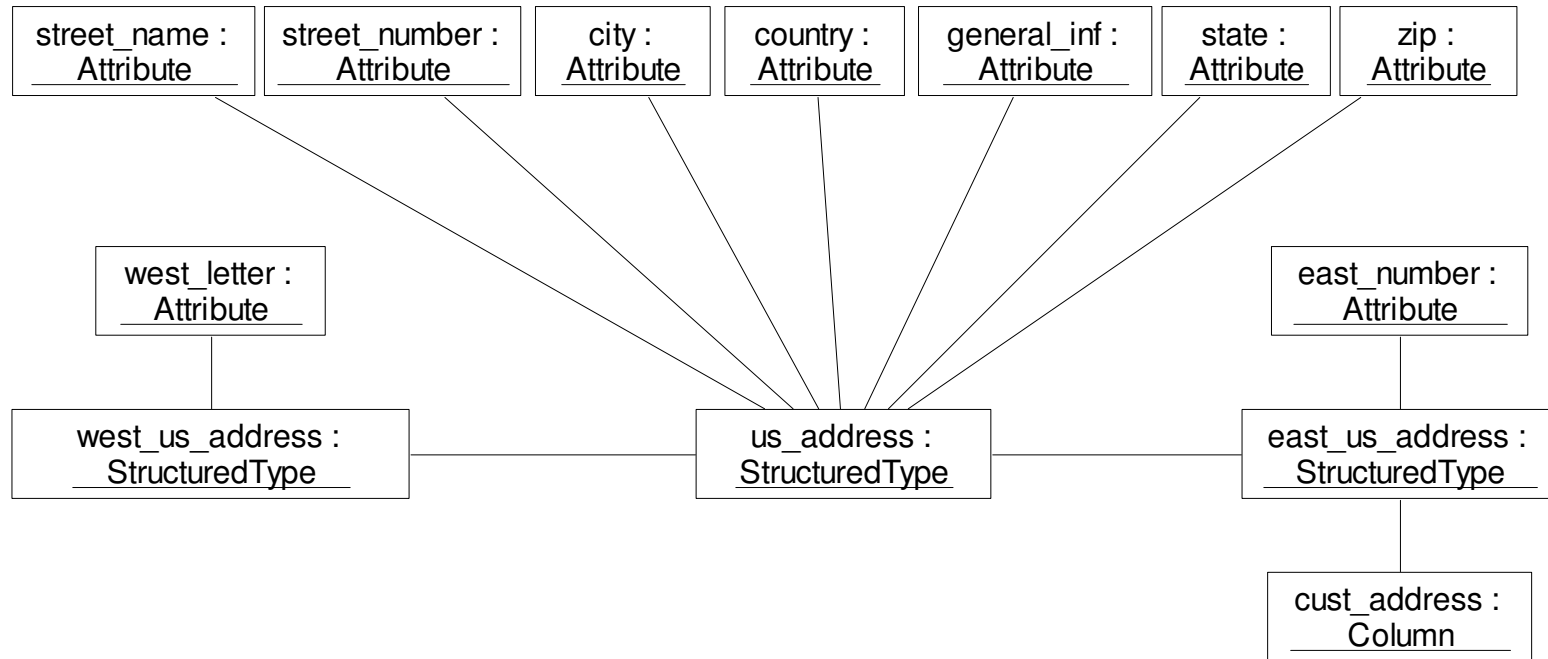 street_name :
Attribute
street_number :
Attribute
city :
Attribute
country :
Attribute
general_inf :
Attribute
state :
Attribute
zip :
Attribute
west_letter :
Attribute
east_number :
Attribute
west_us_address :
StructuredType
us_address :
StructuredType
east_us_address :
StructuredType
cust_address :
Column